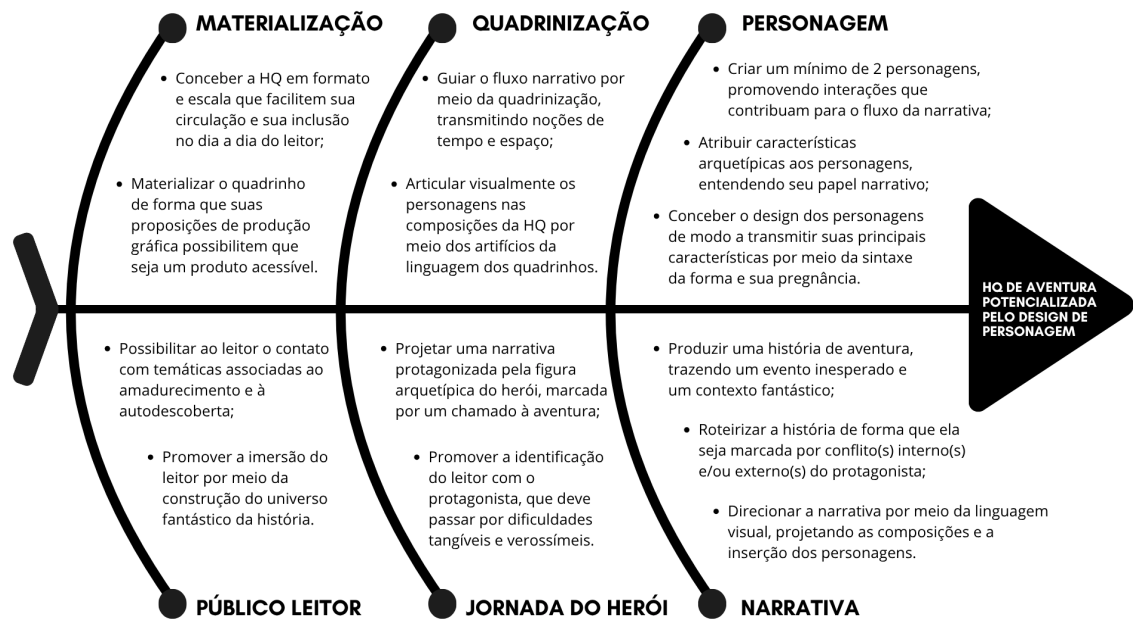 MATERIALIZAÇÃO
Conceber a HQ em formato
e escala que facilitem sua
circulação e sua inclusão
no dia a dia do leitor;
Materializar o quadrinho
de forma que suas
proposições de produção
gráfica possibilitem que
seja um produto acessível.
QUADRINIZAÇÃO
Guiar o fluxo narrativo por
meio da quadrinização,
transmitindo noções de
tempo e espaço;
Articular visualmente os
personagens nas
composições da HQ por
meio dos artifícios da
linguagem dos quadrinhos.
PERSONAGEM
Criar um mínimo de 2 personagens,
promovendo interações que
contribuam para o fluxo da narrativa;
Atribuir características
arquetípicas aos personagens,
entendendo seu papel narrativo;
Conceber o design dos personagens
de modo a transmitir suas principais
características por meio da sintaxe
da forma e sua pregnância.
HQ DE AVENTURA
POTENCIALIZADA
PELO DESIGN DE
PERSONAGEM
Possibilitar ao leitor o contato
com temáticas associadas ao
amadurecimento e à
autodescoberta;
Promover a imersão do
leitor por meio da
construção do universo
fantástico da história.
PÚBLICO LEITOR
Projetar uma narrativa
protagonizada pela figura
arquetípica do herói, marcada
por um chamado à aventura;
Promover a identificação
do leitor com o
protagonista, que deve
passar por dificuldades
tangíveis e verossímeis.
JORNADA DO HERÓI
Produzir uma história de aventura,
trazendo um evento inesperado e
um contexto fantástico;
Roteirizar a história de forma que ela
seja marcada por conflito(s) interno(s)
e/ou externo(s) do protagonista;
Direcionar a narrativa por meio da linguagem
visual, projetando as composições e a
inserção dos personagens.
NARRATIVA